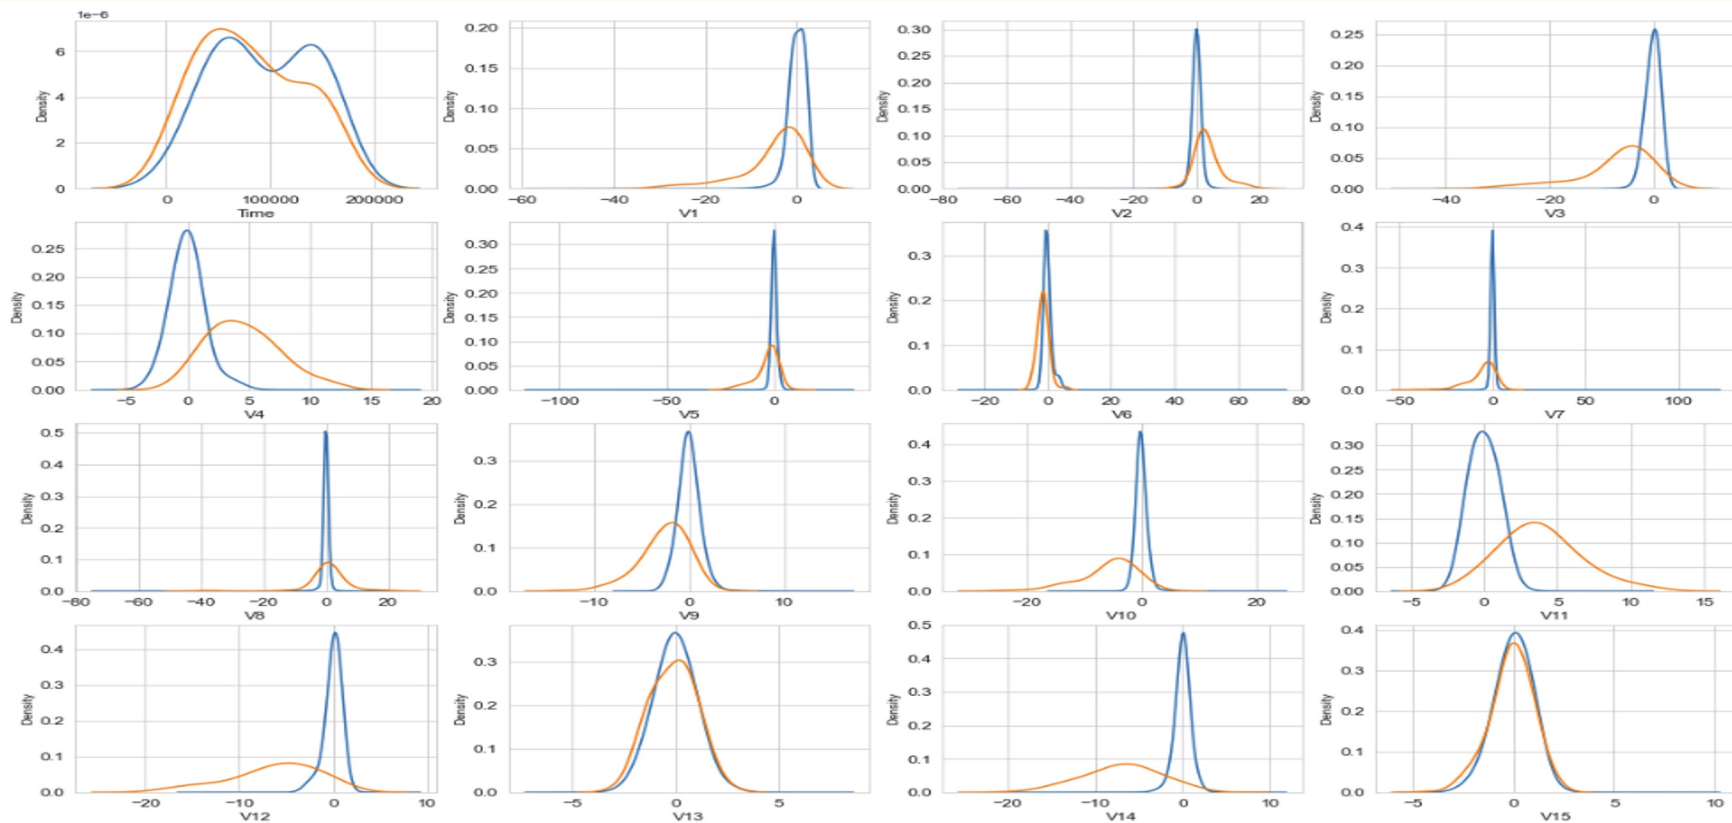 1e−6
6
4
2
0
Density
0 100000 200000
Time
0.20
0.15
0.10
0.05
0.00
Density
−60 −40 −20 0
V1
0.30
0.25
0.20
0.15
0.10
0.05
0.00
Density
−80 −60 −40 −20 0 20
V2
0.25
0.20
0.15
0.10
0.05
0.00
Density
−40 −20 0
V3
0.25
0.20
0.15
0.10
0.05
0.00
Density
−5 0 5 10 15 20
V4
0.30
0.25
0.20
0.15
0.10
0.05
0.00
Density
−100 −50 0
V5
0.3
0.2
0.1
0.0
Density
−20 0 20 40 60 80
V6
0.4
0.3
0.2
0.1
0.0
Density
−50 0 50 100
V7
0.5
0.4
0.3
0.2
0.1
0.0
Density
−80 −60 −40 −20 0 20
V8
0.3
0.2
0.1
0.0
Density
−10 0 10
V9
0.4
0.3
0.2
0.1
0.0
Density
−20 0 20
V10
0.30
0.25
0.20
0.15
0.10
0.05
0.00
Density
−5 0 5 10 15
V11
0.4
0.3
0.2
0.1
0.0
Density
−20 −10 0 10
V12
0.3
0.2
0.1
0.0
Density
−5 0 5
V13
0.5
0.4
0.3
0.2
0.1
0.0
Density
−20 −10 0 10
V14
0.4
0.3
0.2
0.1
0.0
Density
−5 0 5 10
V15